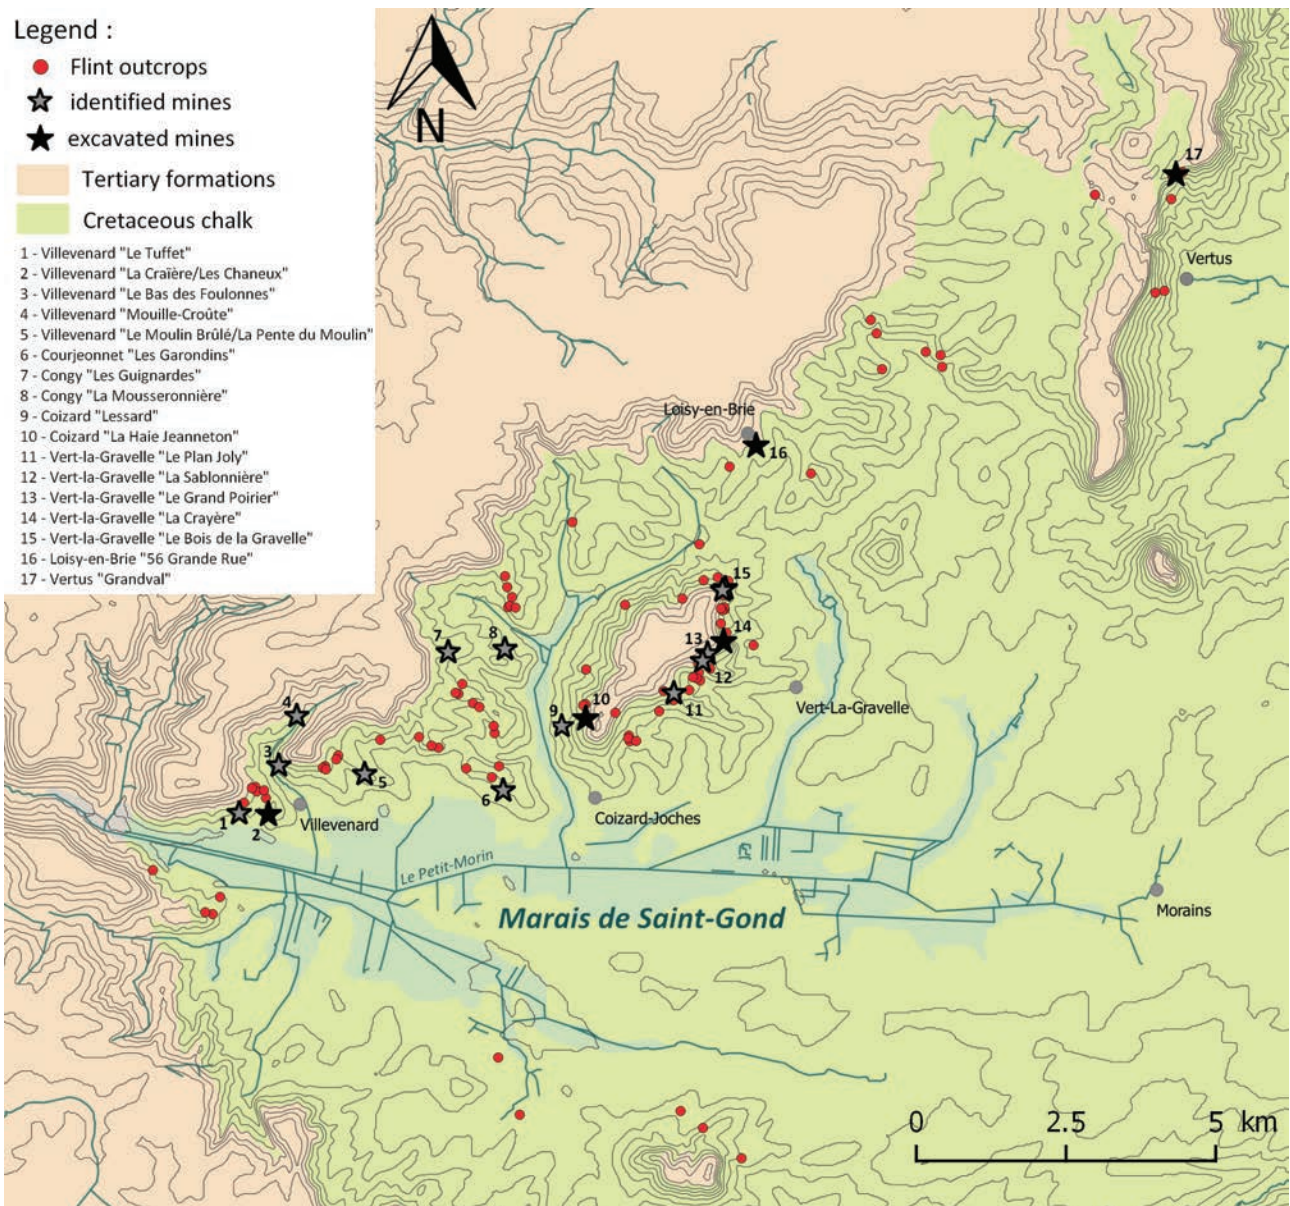 Legend :
Flint outcrops
identified mines
excavated mines
Tertiary formations
Cretaceous chalk
1 - Villevenard "Le Tuffet"
2 - Villevenard "La Craïère/Les Chaneux"
3 - Villevenard "Le Bas des Foulonnes"
4 - Villevenard "Mouille-Croûte"
5 - Villevenard "Le Moulin Brûlé/La Pente du Moulin"
6 - Courjeonnet "Les Garondins"
7 - Congy "Les Guignardes"
8 - Congy "La Mousseronnière"
9 - Coizard "Lessard"
10 - Coizard "La Haie Jeanneton"
11 - Vert-la-Gravelle "Le Plan Joly"
12 - Vert-la-Gravelle "La Sablonnière"
13 - Vert-la-Gravelle "Le Grand Poirier"
14 - Vert-la-Gravelle "La Crayère"
15 - Vert-la-Gravelle "Le Bois de la Gravelle"
16 - Loisy-en-Brie "56 Grande Rue"
17 - Vertus "Grandval"
N
17
Vertus
Loisy-en-Brie
16
15
14
13
12
11
10
9
8
7
6
5
4
3
2
1
Vert-La-Gravelle
Coizard-Joches
Villevenard
Le Petit-Morin
Marais de Saint-Gond
Morains
0 2.5 5 km